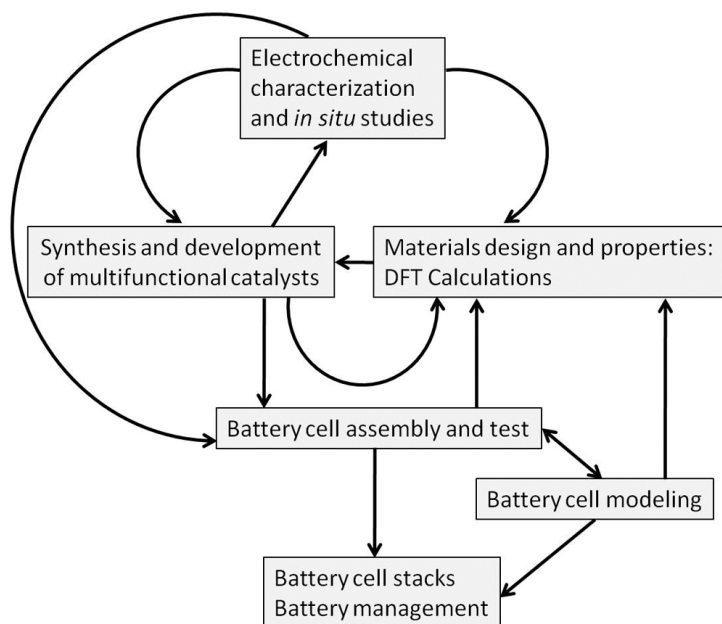 Electrochemical
characterization
and in situ studies
Synthesis and development
of multifunctional catalysts
Materials design and properties:
DFT Calculations
Battery cell assembly and test
Battery cell modeling
Battery cell stacks
Battery management